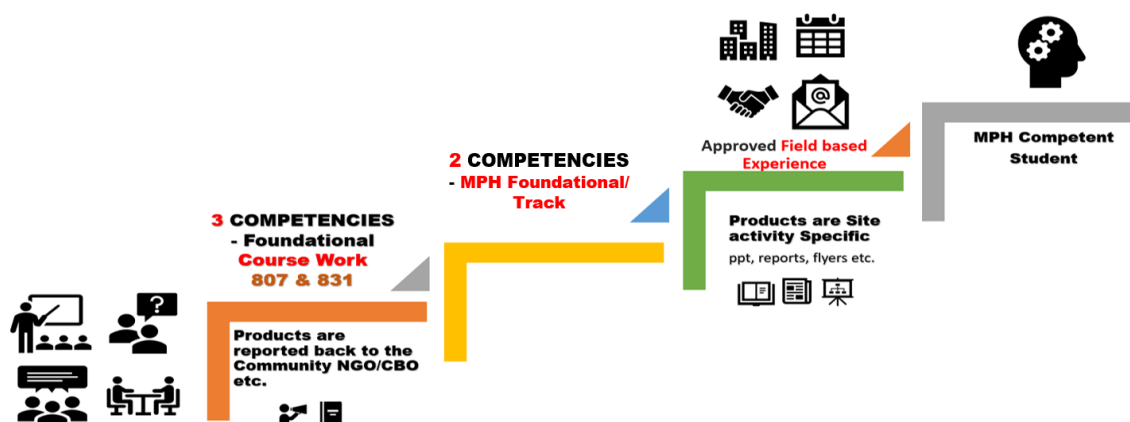 3 COMPETENCIES
- Foundational
Course Work
807 & 831
Products are
reported back to the
Community NGO/CBO
etc.
2 COMPETENCIES
- MPH Foundational/
Track
Approved Field based
Experience
Products are Site
activity Specific
ppt, reports, flyers etc.
MPH Competent
Student
?
@